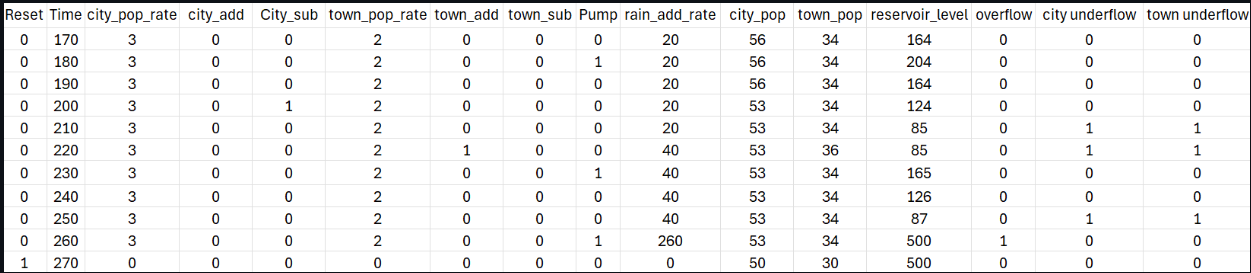 Reset Time city_pop_rate city_add City_sub town_pop_rate town_add town_sub Pump rain_add_rate city_pop town_pop reservoir_level overflow city underflow town underflow
0 170 3 0 0 2 0 0 0 20 56 34 164 0 0 0
0 180 3 0 0 2 0 0 1 20 56 34 204 0 0 0
0 190 3 0 0 2 0 0 0 20 56 34 164 0 0 0
0 200 3 0 1 2 0 0 0 20 53 34 124 0 0 0
0 210 3 0 0 2 0 0 0 20 53 34 85 0 1 1
0 220 3 0 0 2 1 0 0 40 53 36 85 0 1 1
0 230 3 0 0 2 0 0 1 40 53 34 165 0 0 0
0 240 3 0 0 2 0 0 0 40 53 34 126 0 0 0
0 250 3 0 0 2 0 0 0 40 53 34 87 0 1 1
0 260 3 0 0 2 0 0 1 260 53 34 500 1 0 0
1 270 0 0 0 0 0 0 0 0 50 30 500 0 0 0